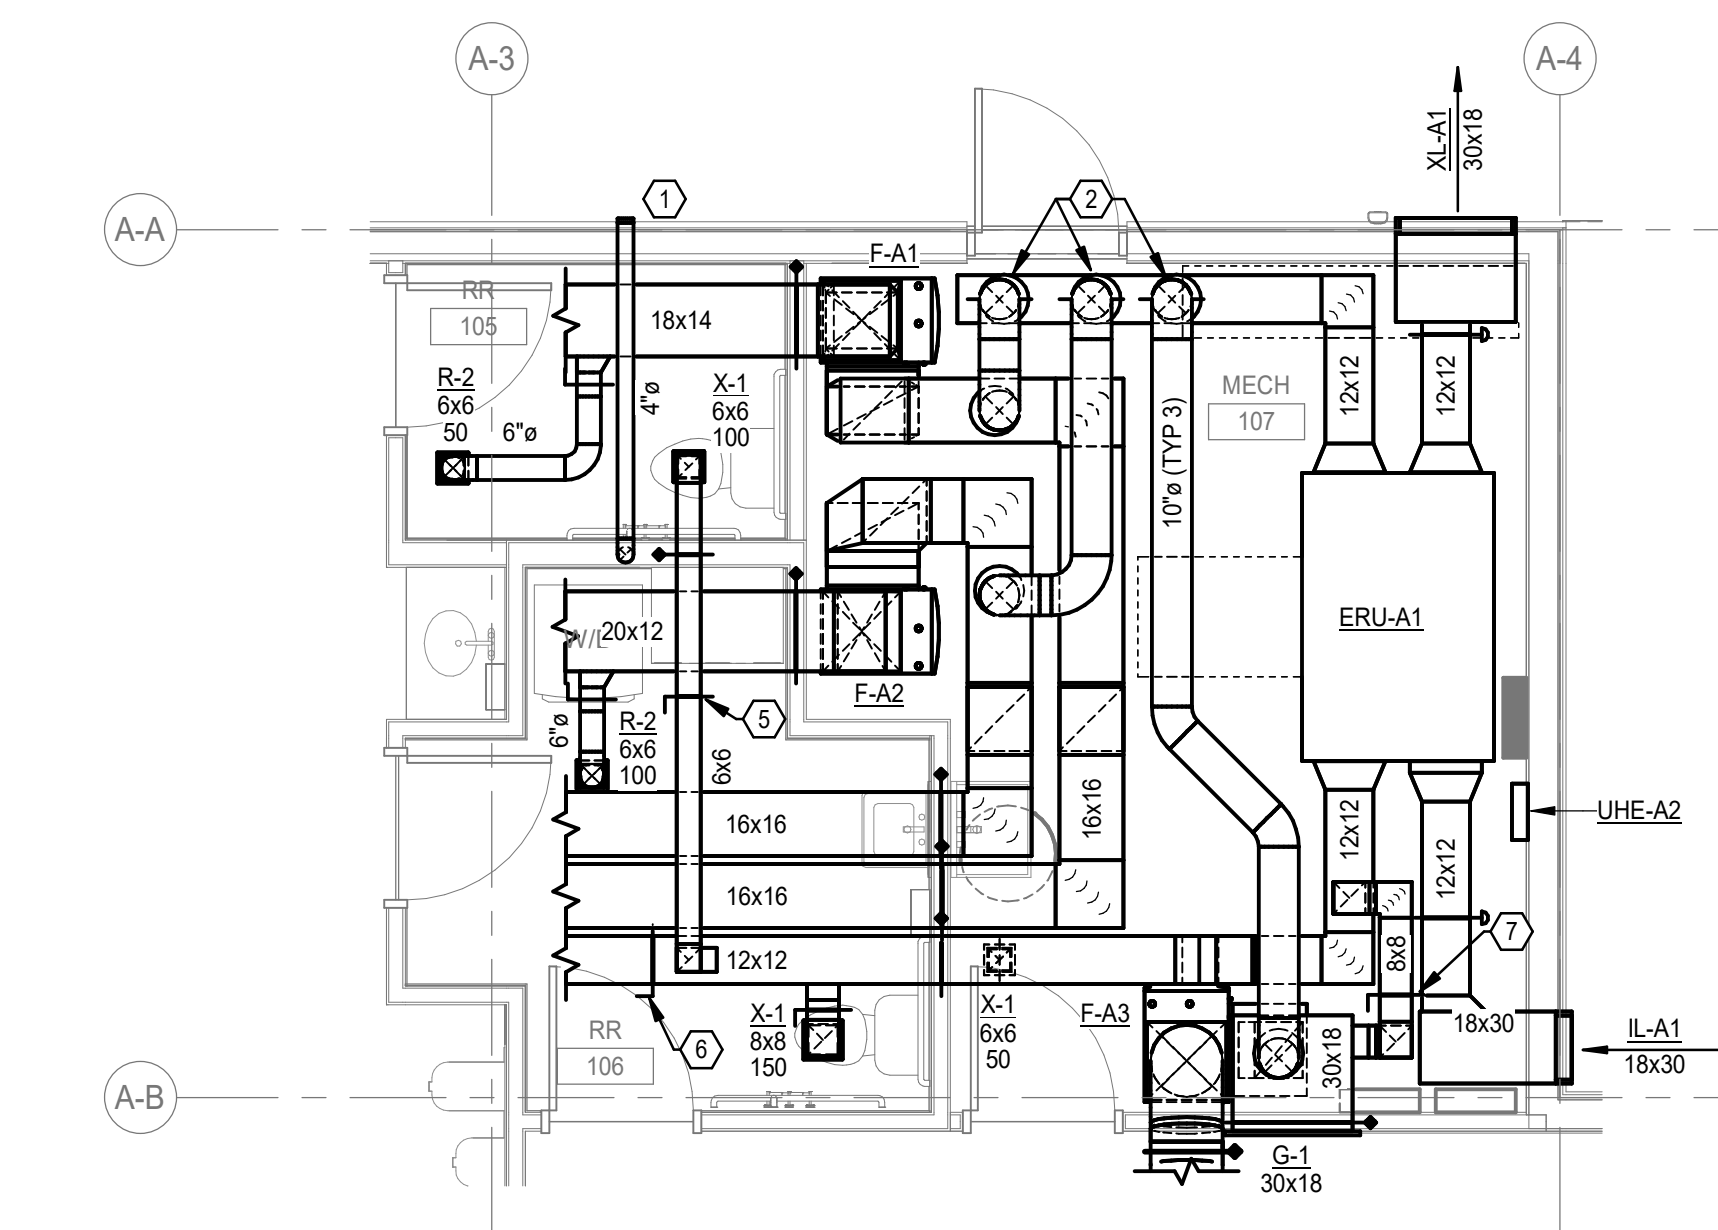 A-3
A-4
XL-A1
30x18
A-A
1
2
F-A1
RR
105
18x14
R-2
6x6
50
6"ø
4"ø
X-1
6x6
100
MECH
107
12x12
12x12
10"ø (TYP 3)
W/D
20x12
ERU-A1
F-A2
6"ø
R-2
6x6
100
5
6x6
16x16
16x16
12x12
12x12
UHE-A2
16x16
12x12
8x8
7
RR
106
6
X-1
8x8
150
X-1
6x6
50
F-A3
30x18
18x30
IL-A1
18x30
A-B
G-1
30x18